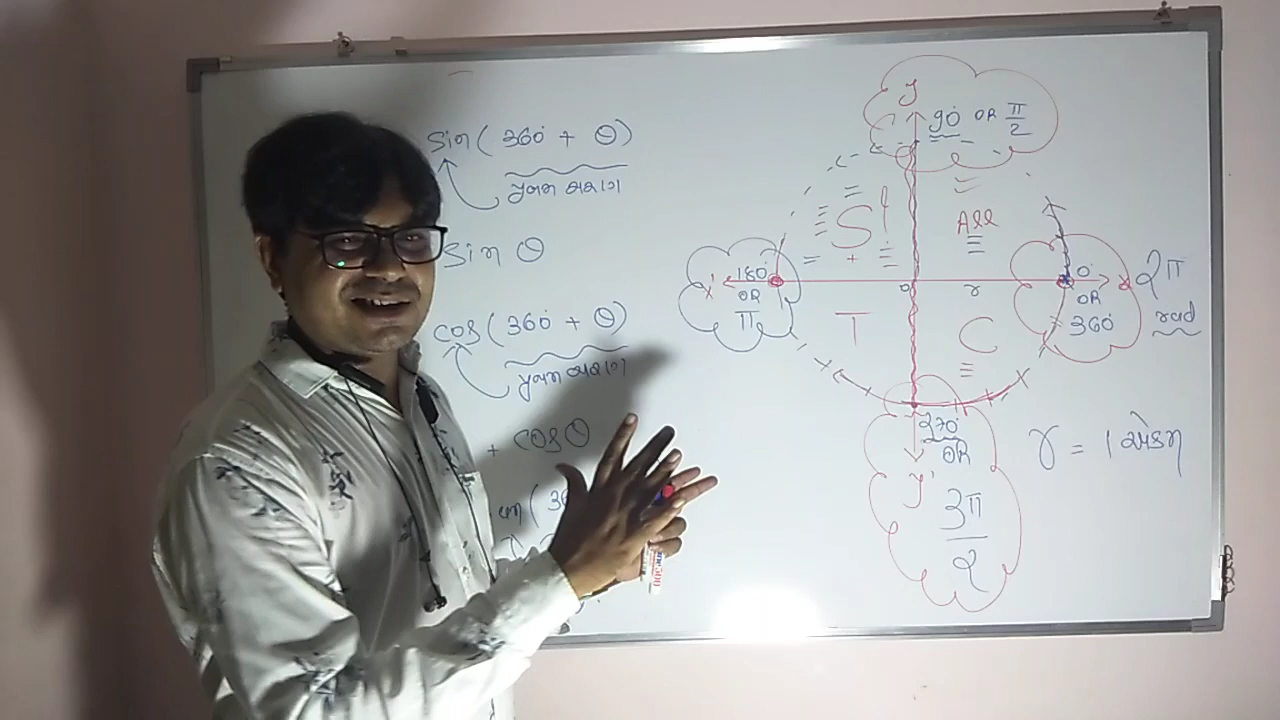 sin( 360° + θ )
યુગ્મ ચરણ
sin θ
cos( 360° + θ )
યુગ્મ ચરણ
+ cos θ
y
90° OR π/2
S
All
x'
180°
OR
π
0
r
0°
OR
360°
x
2π
rad
T
C
270°
OR
y'
3π/2
r = 1 એકમ